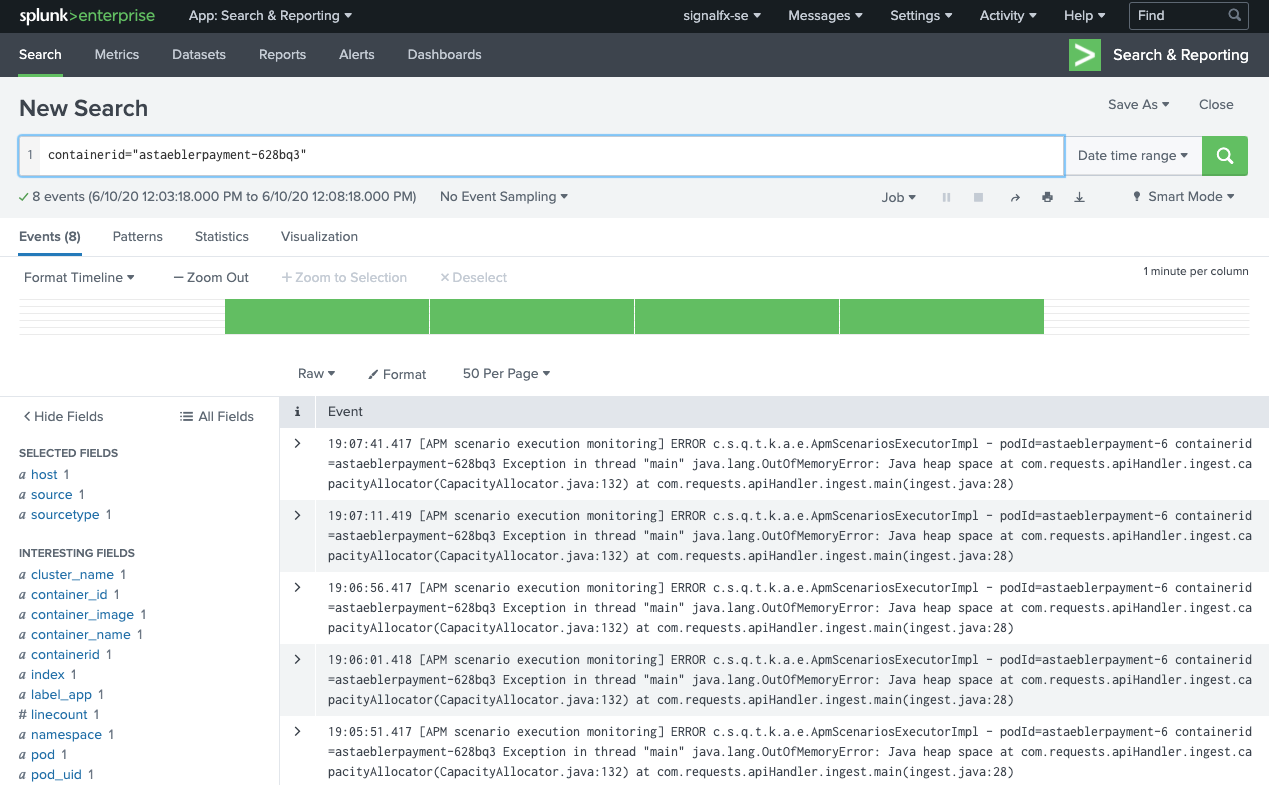 splunk>enterprise App: Search & Reporting signalfx-se Messages Settings Activity Help Find
Search Metrics Datasets Reports Alerts Dashboards Search & Reporting
New Search Save As Close
1 containerid="astaeblerpayment-628bq3" Date time range
8 events (6/10/20 12:03:18.000 PM to 6/10/20 12:08:18.000 PM) No Event Sampling Job Smart Mode
Events (8) Patterns Statistics Visualization
Format Timeline — Zoom Out + Zoom to Selection × Deselect 1 minute per column
Raw Format 50 Per Page
< Hide Fields All Fields
SELECTED FIELDS
a host 1
a source 1
a sourcetype 1
INTERESTING FIELDS
a cluster_name 1
a container_id 1
a container_image 1
a container_name 1
a containerid 1
a index 1
a label_app 1
# linecount 1
a namespace 1
a pod 1
a pod_uid 1
i Event
> 19:07:41.417 [APM scenario execution monitoring] ERROR c.s.q.t.k.a.e.ApmScenariosExecutorImpl - podId=astaeblerpayment-6 containerid
=astaeblerpayment-628bq3 Exception in thread "main" java.lang.OutOfMemoryError: Java heap space at com.requests.apiHandler.ingest.ca
pacityAllocator(CapacityAllocator.java:132) at com.requests.apiHandler.ingest.main(ingest.java:28)
> 19:07:11.419 [APM scenario execution monitoring] ERROR c.s.q.t.k.a.e.ApmScenariosExecutorImpl - podId=astaeblerpayment-6 containerid
=astaeblerpayment-628bq3 Exception in thread "main" java.lang.OutOfMemoryError: Java heap space at com.requests.apiHandler.ingest.ca
pacityAllocator(CapacityAllocator.java:132) at com.requests.apiHandler.ingest.main(ingest.java:28)
> 19:06:56.417 [APM scenario execution monitoring] ERROR c.s.q.t.k.a.e.ApmScenariosExecutorImpl - podId=astaeblerpayment-6 containerid
=astaeblerpayment-628bq3 Exception in thread "main" java.lang.OutOfMemoryError: Java heap space at com.requests.apiHandler.ingest.ca
pacityAllocator(CapacityAllocator.java:132) at com.requests.apiHandler.ingest.main(ingest.java:28)
> 19:06:01.418 [APM scenario execution monitoring] ERROR c.s.q.t.k.a.e.ApmScenariosExecutorImpl - podId=astaeblerpayment-6 containerid
=astaeblerpayment-628bq3 Exception in thread "main" java.lang.OutOfMemoryError: Java heap space at com.requests.apiHandler.ingest.ca
pacityAllocator(CapacityAllocator.java:132) at com.requests.apiHandler.ingest.main(ingest.java:28)
> 19:05:51.417 [APM scenario execution monitoring] ERROR c.s.q.t.k.a.e.ApmScenariosExecutorImpl - podId=astaeblerpayment-6 containerid
=astaeblerpayment-628bq3 Exception in thread "main" java.lang.OutOfMemoryError: Java heap space at com.requests.apiHandler.ingest.ca
pacityAllocator(CapacityAllocator.java:132) at com.requests.apiHandler.ingest.main(ingest.java:28)